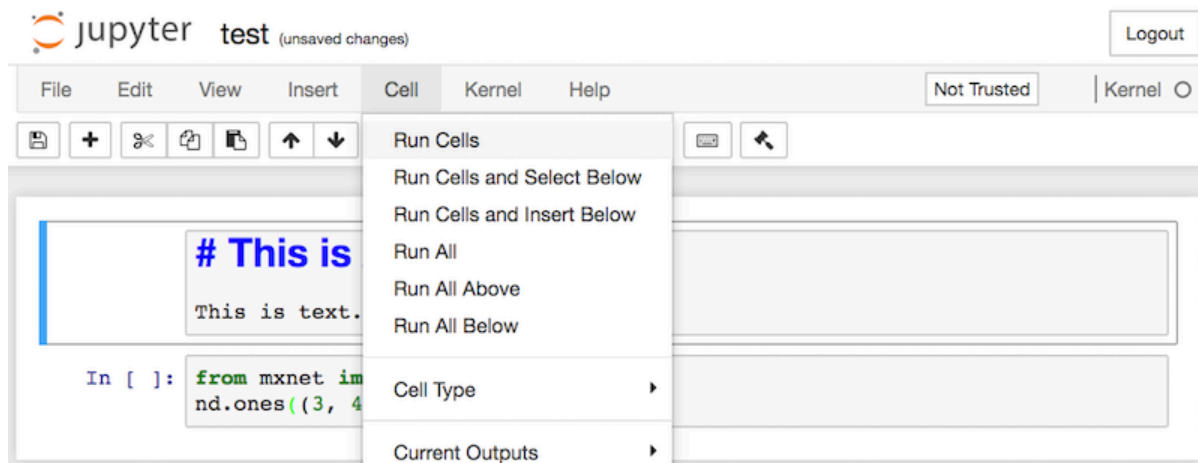 jupyter test (unsaved changes) Logout
File Edit View Insert Cell Kernel Help Not Trusted Kernel
Run Cells
Run Cells and Select Below
Run Cells and Insert Below
Run All
Run All Above
Run All Below
Cell Type
Current Outputs
# This is
This is text.
In [ ]: from mxnet im
nd.ones((3, 4